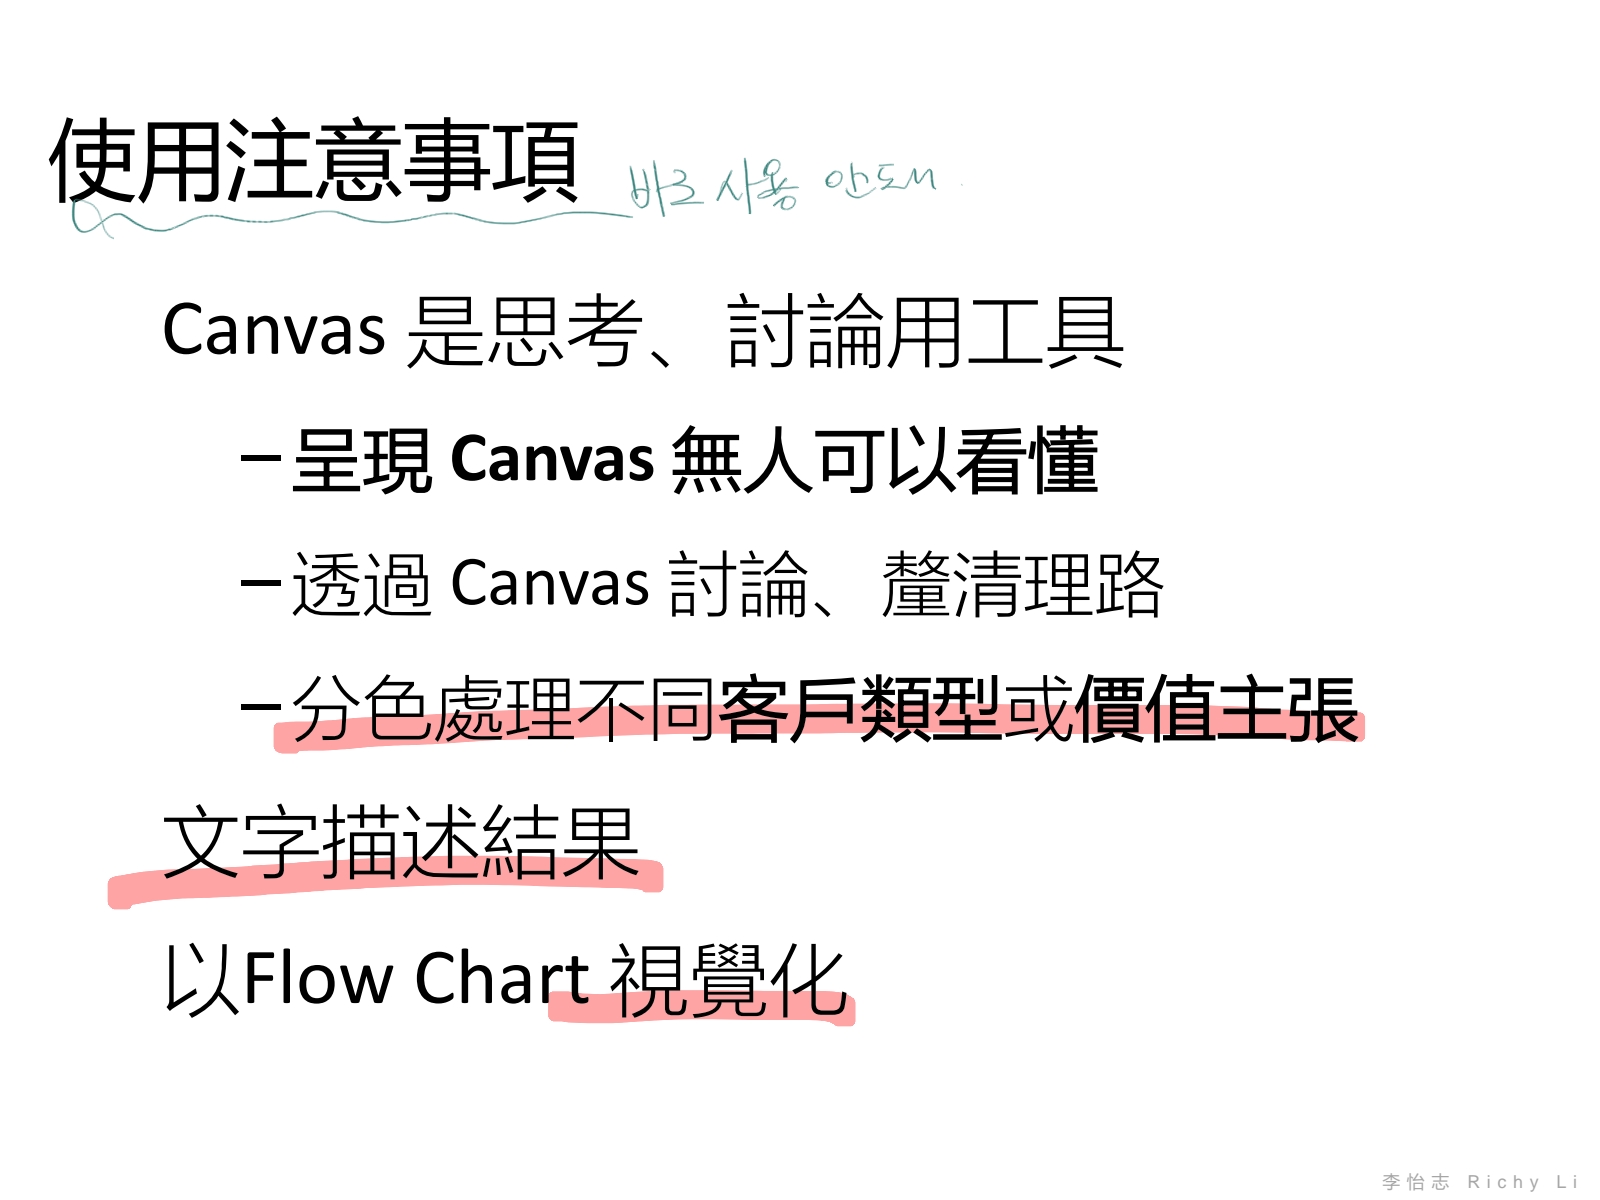 使用注意事項 바로 사용 안도ㅐ
Canvas 是思考、討論用工具
–呈現 Canvas 無人可以看懂
–透過 Canvas 討論、釐清理路
–分色處理不同客戶類型或價值主張
文字描述結果
以Flow Chart 視覺化
李怡志 Richy Li